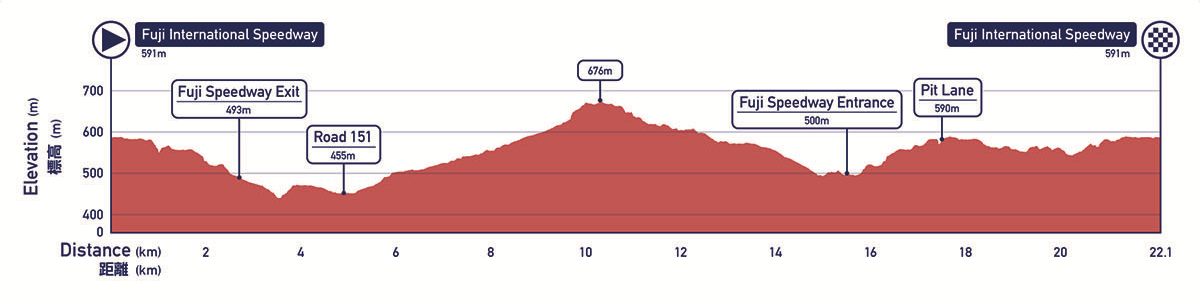 Fuji International Speedway
591m
Fuji International Speedway
591m
676m
Fuji Speedway Exit
493m
Road 151
455m
Fuji Speedway Entrance
500m
Pit Lane
590m
Elevation (m)
標高 (m)
700
600
500
400
0
Distance (km) 2 4 6 8 10 12 14 16 18 20 22.1
距離 (km)